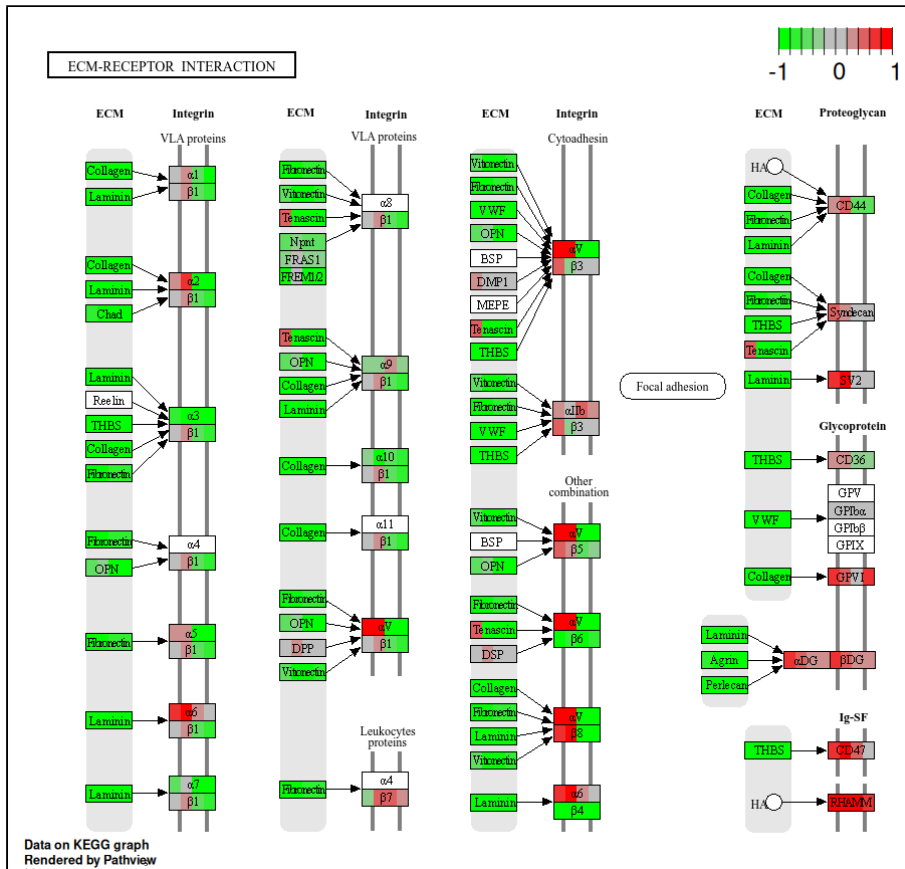 -1 0 1
ECM-RECEPTOR INTERACTION
ECM Integrin
VLA proteins
Collagen
Laminin
α1
β1
Collagen
Laminin
Chad
α2
β1
Laminin
Reelin
THBS
Collagen
Fibronectin
α3
β1
Fibronectin
OPN
α4
β1
Fibronectin
α5
β1
Laminin
α6
β1
Laminin
α7
β1
ECM Integrin
VLA proteins
Fibronectin
Vitronectin
Tenascin
Npnt
FRAS1
FREM1/2
α8
β1
Tenascin
OPN
Collagen
Laminin
α9
β1
Collagen
α10
β1
Collagen
α11
β1
Fibronectin
OPN
DPP
Vitronectin
αV
β1
Leukocytes
proteins
Fibronectin
α4
β7
ECM Integrin
Cytoadhesin
Vitronectin
Fibronectin
VWF
OPN
BSP
DMP1
MEPE
Tenascin
THBS
αV
β3
Vitronectin
Fibronectin
VWF
THBS
αIIb
β3
Other
combination
Vitronectin
BSP
OPN
αV
β5
Fibronectin
Tenascin
DSP
αV
β6
Collagen
Fibronectin
Laminin
Vitronectin
αV
β8
Laminin
α6
β4
Focal adhesion
ECM Proteoglycan
HA
Collagen
Fibronectin
Laminin
CD44
Collagen
Fibronectin
THBS
Tenascin
Syndecan
Laminin
SV2
Glycoprotein
THBS
CD36
VWF
GPV
GPIbα
GPIbβ
GPIX
Collagen
GPVI
Laminin
Agrin
Perlecan
αDG
βDG
Ig-SF
THBS
CD47
HA
RHAMM
Data on KEGG graph
Rendered by Pathview